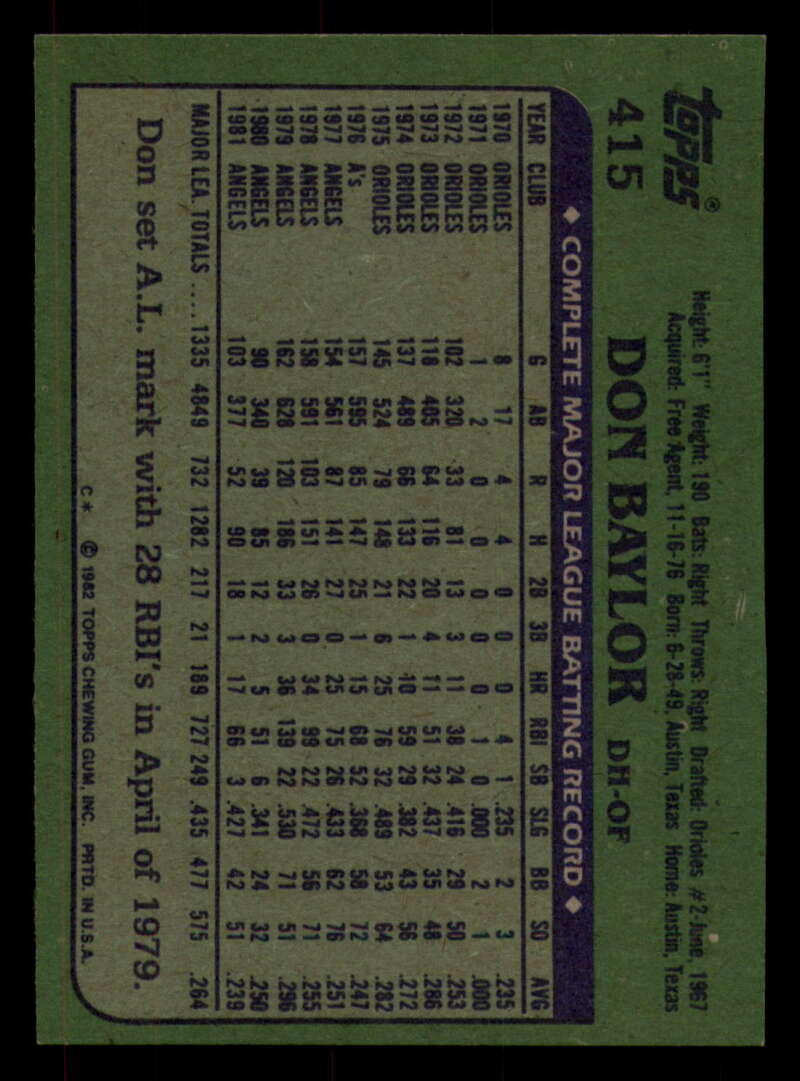 TOPPS®
Height: 6'1" Weight: 190 Bats: Right Throws: Right Drafted: Orioles #2-June, 1967
Acquired: Free Agent, 11-16-76 Born: 6-28-49, Austin, Texas Home: Austin, Texas
415 DON BAYLOR DH-OF
◆ COMPLETE MAJOR LEAGUE BATTING RECORD ◆
YEAR CLUB G AB R H 2B 3B HR RBI SB SLG BB SO AVG
1970 ORIOLES 8 17 4 4 0 0 0 4 1 .235 2 3 .235
1971 ORIOLES 1 2 0 0 0 0 0 1 0 .000 2 1 .000
1972 ORIOLES 102 320 33 81 13 3 11 38 24 .416 29 50 .253
1973 ORIOLES 118 405 64 116 20 4 11 51 32 .437 35 48 .286
1974 ORIOLES 137 489 66 133 22 1 10 59 29 .382 43 56 .272
1975 ORIOLES 145 524 79 148 21 6 25 76 32 .489 53 64 .282
1976 A's 157 595 85 147 25 1 15 68 52 .368 58 72 .247
1977 ANGELS 154 561 87 141 27 0 25 75 26 .433 62 76 .251
1978 ANGELS 158 591 103 151 26 0 34 99 22 .472 56 71 .255
1979 ANGELS 162 628 120 186 33 3 36 139 22 .530 71 51 .296
1980 ANGELS 90 340 39 85 12 2 5 51 6 .341 24 32 .250
1981 ANGELS 103 377 52 90 18 1 17 66 3 .427 42 51 .239
MAJOR LEA. TOTALS .... 1335 4849 732 1282 217 21 189 727 249 .435 477 575 .264
Don set A.L. mark with 28 RBI's in April of 1979.
C* © 1982 TOPPS CHEWING GUM, INC. PRTD. IN U.S.A.